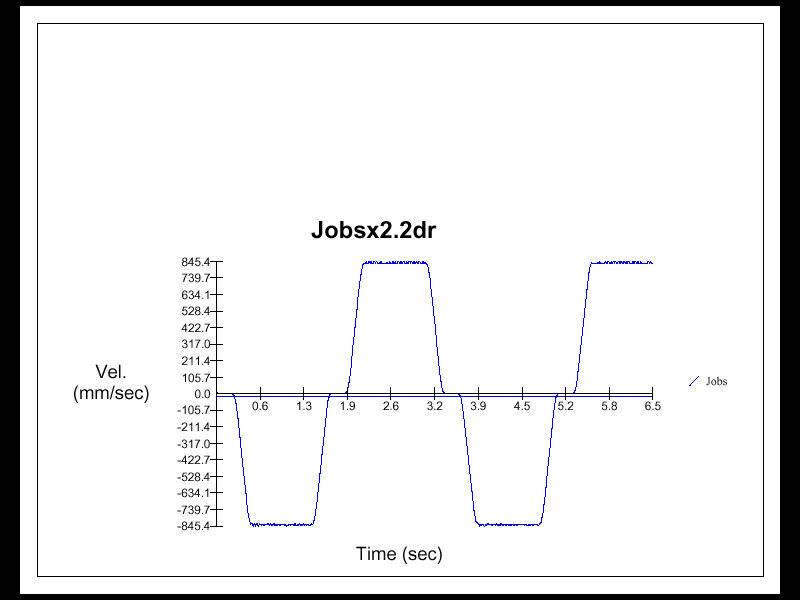 Jobsx2.2dr
845.4
739.7
634.1
528.4
422.7
317.0
211.4
105.7
0.0
-105.7
-211.4
-317.0
-422.7
-528.4
-634.1
-739.7
-845.4
Vel.
(mm/sec)
0.6 1.3 1.9 2.6 3.2 3.9 4.5 5.2 5.8 6.5
Jobs
Time (sec)